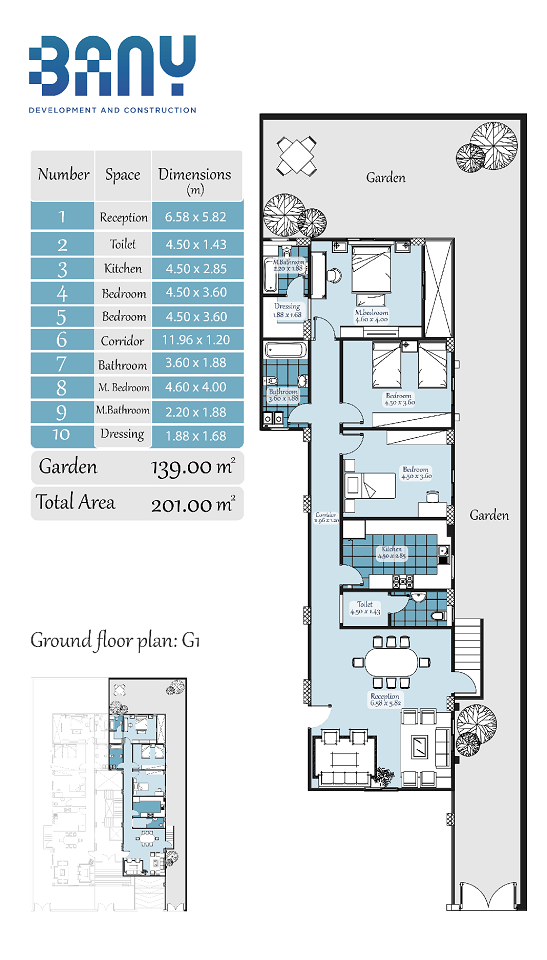 BANY
DEVELOPMENT AND CONSTRUCTION
Number Space Dimensions (m)
1 Reception 6.58 x 5.82
2 Toilet 4.50 x 1.43
3 Kitchen 4.50 x 2.85
4 Bedroom 4.50 x 3.60
5 Bedroom 4.50 x 3.60
6 Corridor 11.96 x 1.20
7 Bathroom 3.60 x 1.88
8 M. Bedroom 4.60 x 4.00
9 M.Bathroom 2.20 x 1.88
10 Dressing 1.88 x 1.68
Garden 139.00 m²
Total Area 201.00 m²
Ground floor plan: G1
Garden
M.Bathroom
2.20 x 1.88
Dressing
1.88 x 1.68
M.bedroom
4.60 x 4.00
Bathroom
3.60 x 1.88
Bedroom
4.50 x 3.60
Bedroom
4.50 x 3.60
Garden
Corridor
11.96 x 1.20
Kitchen
4.50 x 2.85
Toilet
4.50 x 1.43
Reception
6.58 x 5.82